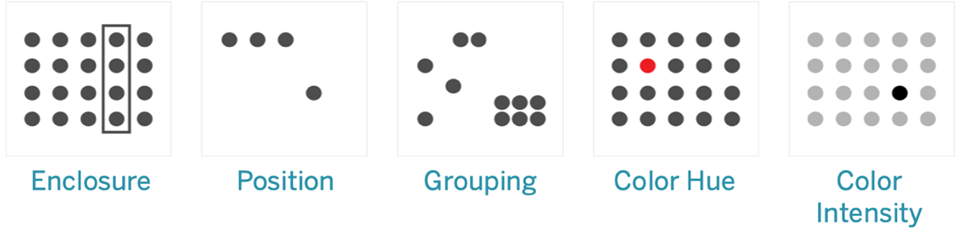 Enclosure
Position
Grouping
Color Hue
Color
Intensity